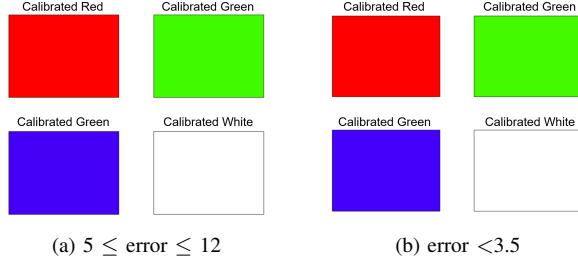 Calibrated Red Calibrated Green Calibrated Red Calibrated Green
Calibrated Green Calibrated White Calibrated Green Calibrated White
(a) 5 ≤ error ≤ 12 (b) error <3.5